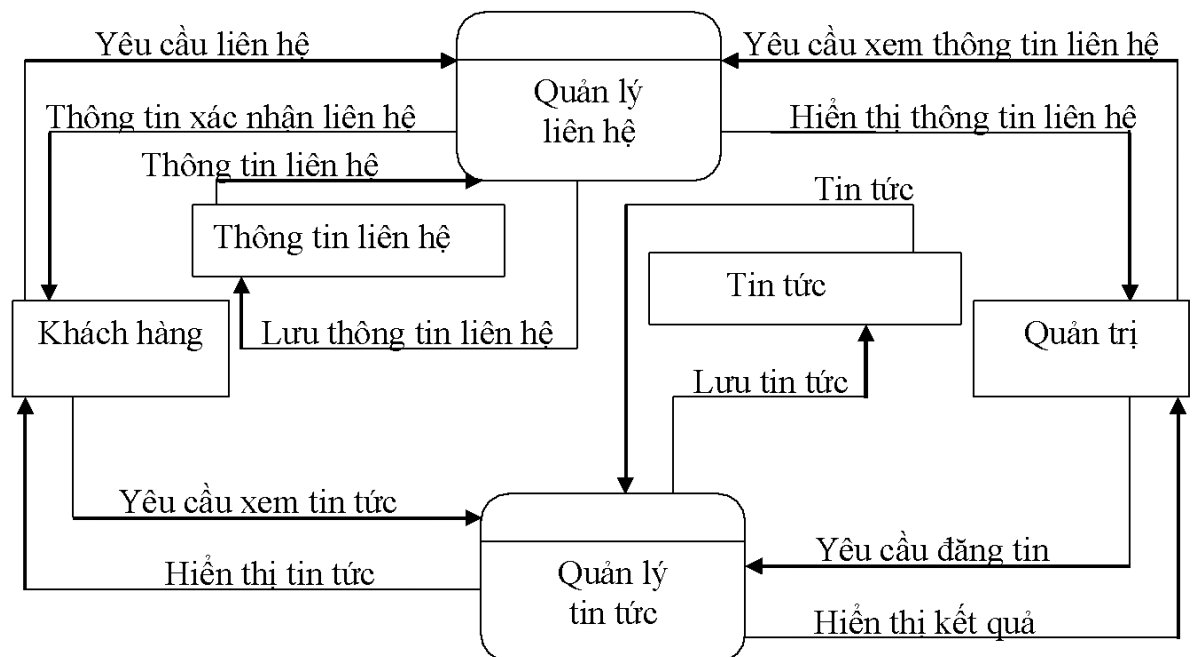 Yêu cầu liên hệ
Yêu cầu xem thông tin liên hệ
Quản lý
liên hệ
Thông tin xác nhận liên hệ
Hiển thị thông tin liên hệ
Thông tin liên hệ
Tin tức
Thông tin liên hệ
Tin tức
Khách hàng
Lưu thông tin liên hệ
Quản trị
Lưu tin tức
Yêu cầu xem tin tức
Yêu cầu đăng tin
Hiển thị tin tức
Quản lý
tin tức
Hiển thị kết quả